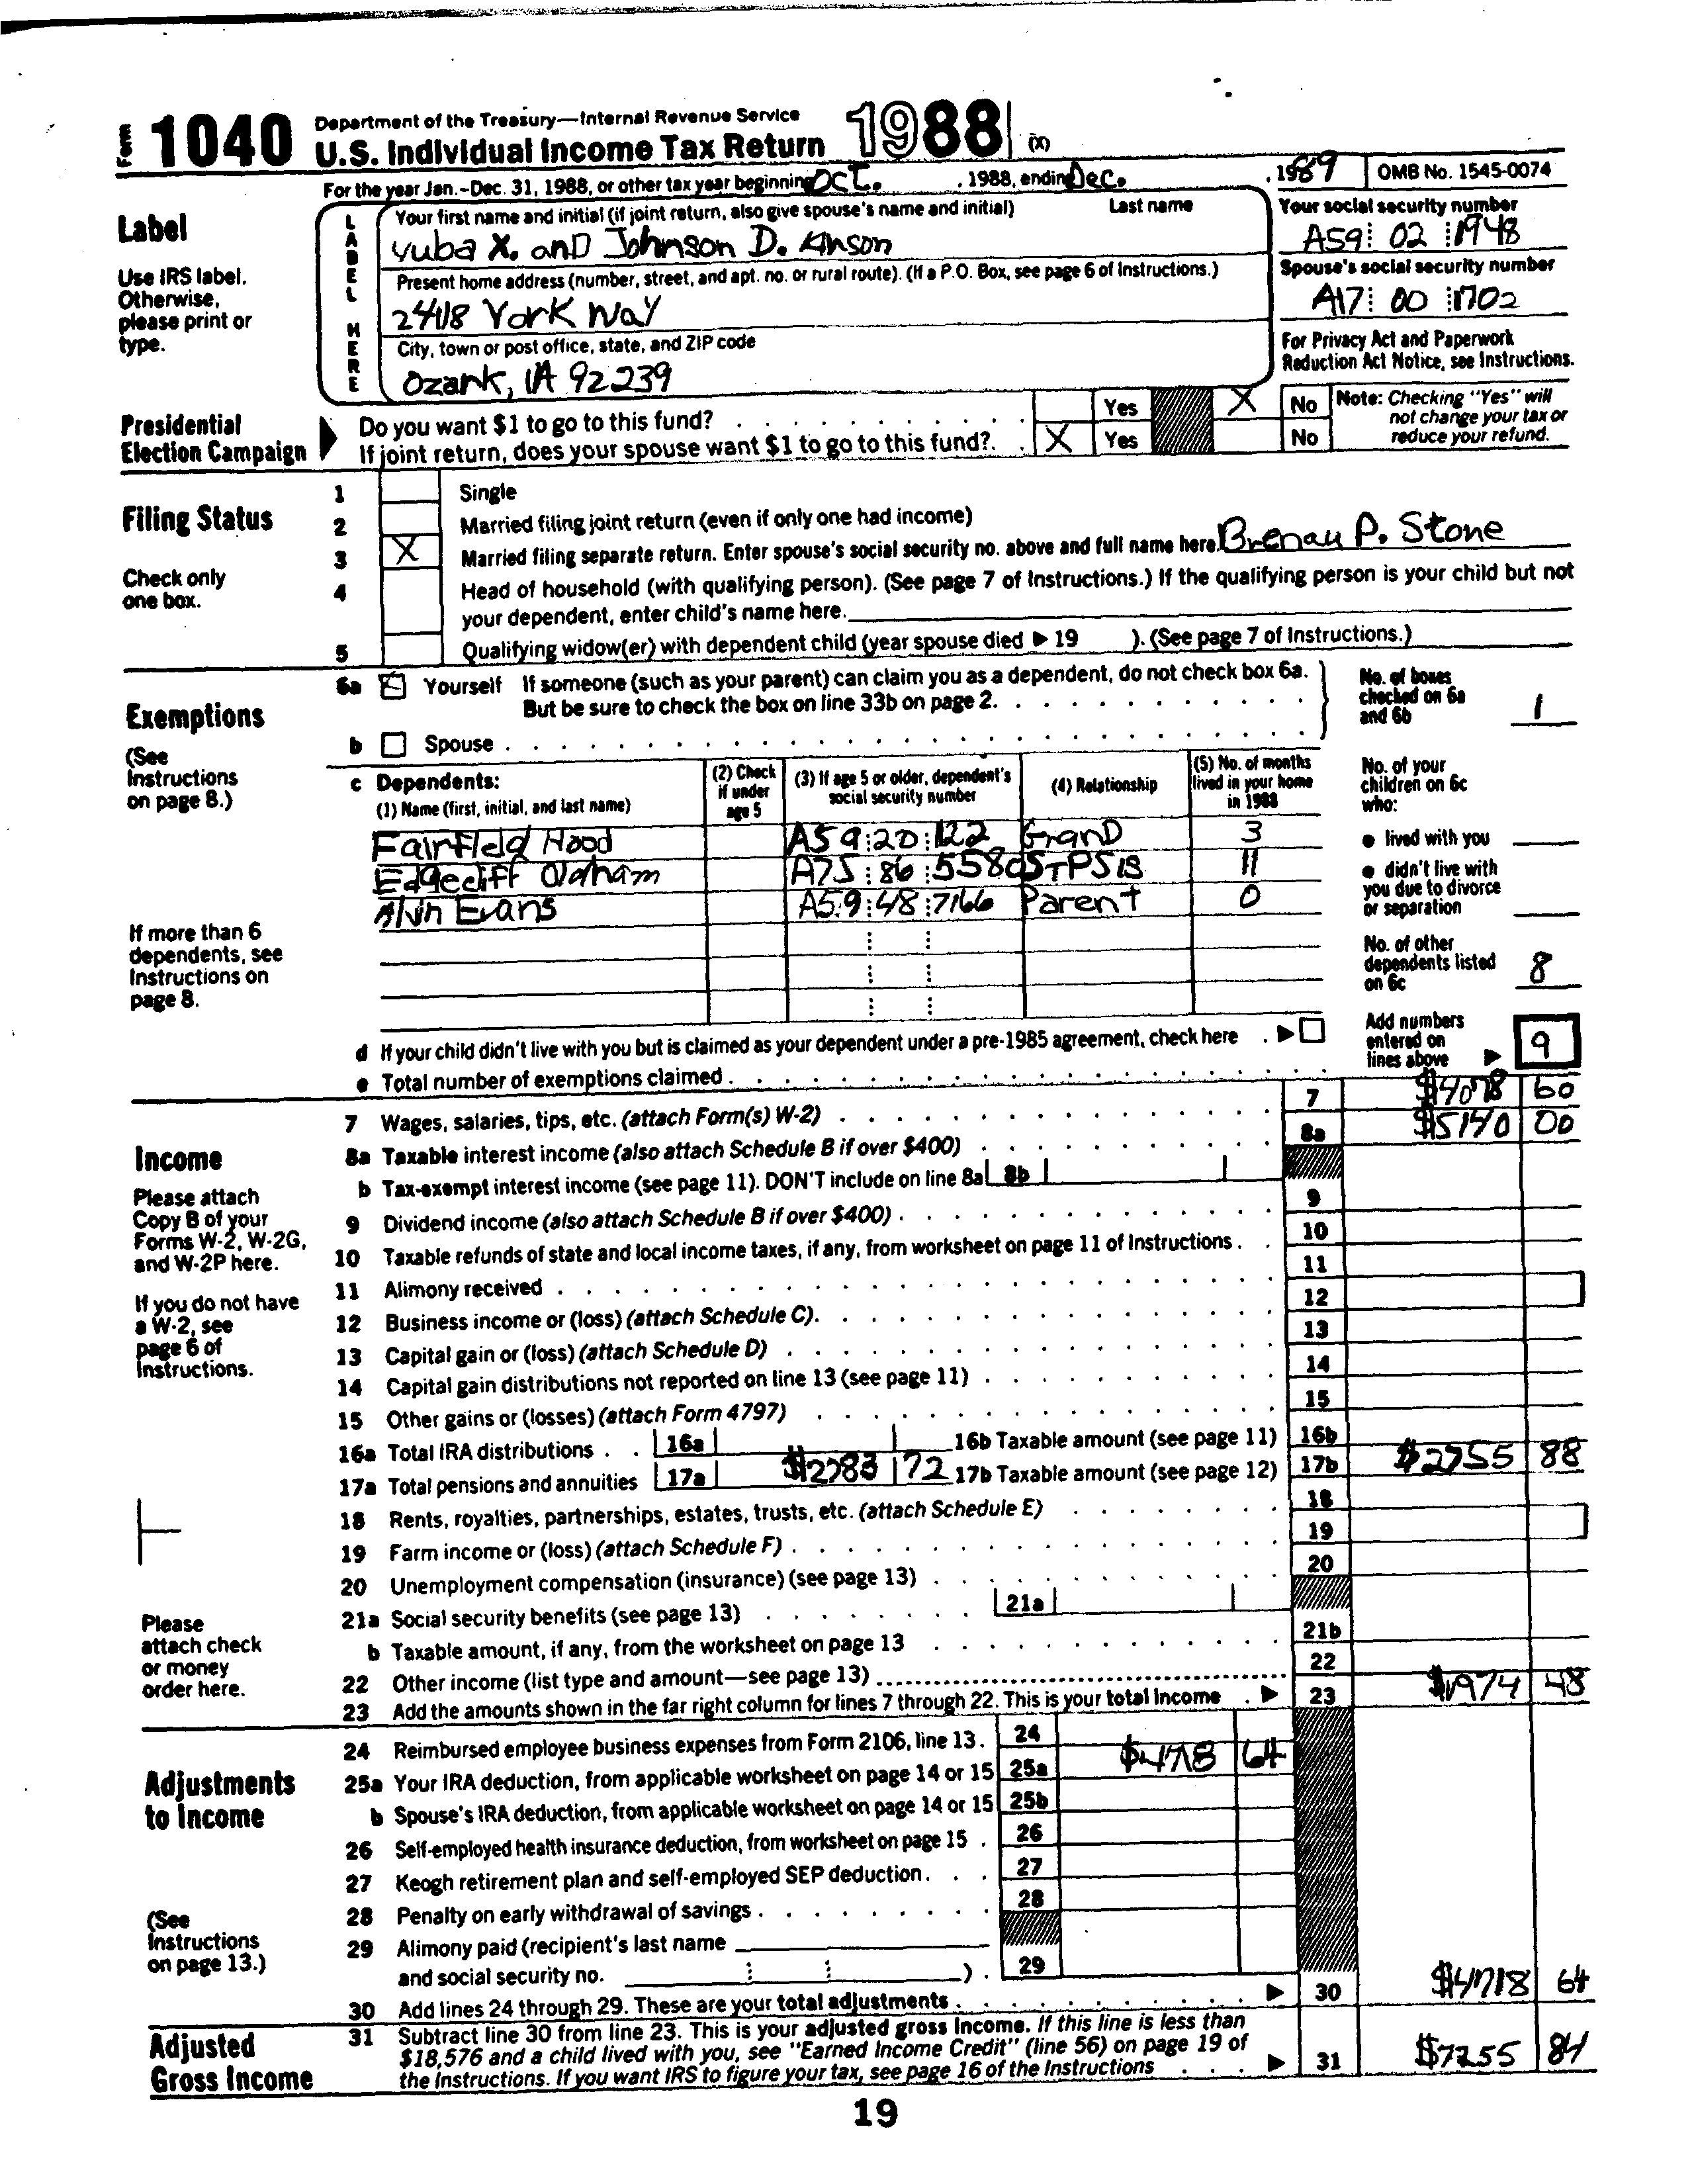 Form 1040 Department of the Treasury—Internal Revenue Service
U.S. Individual Income Tax Return 1988 (X)
For the year Jan.-Dec. 31, 1988, or other tax year beginning Oct. , 1988, ending Dec. , 1989 OMB No. 1545-0074
Label
Use IRS label.
Otherwise,
please print or
type.
LABEL HERE
Your first name and initial (if joint return, also give spouse's name and initial) Last name
Yuba X. and Johnson D. Kinson
Present home address (number, street, and apt. no. or rural route). (If a P.O. Box, see page 6 of Instructions.)
2418 York Way
City, town or post office, state, and ZIP code
Ozark, IA 92239
Your social security number
A59 02 1948
Spouse's social security number
A17 00 1702
For Privacy Act and Paperwork
Reduction Act Notice, see Instructions.
Presidential
Election Campaign
Do you want $1 to go to this fund? Yes X No
If joint return, does your spouse want $1 to go to this fund? X Yes No
Note: Checking "Yes" will
not change your tax or
reduce your refund.
Filing Status
Check only
one box.
1 Single
2 Married filing joint return (even if only one had income)
3 X Married filing separate return. Enter spouse's social security no. above and full name here. P. Stone
4 Head of household (with qualifying person). (See page 7 of Instructions.) If the qualifying person is your child but not
your dependent, enter child's name here.
5 Qualifying widow(er) with dependent child (year spouse died ▶ 19 ). (See page 7 of Instructions.)
Exemptions
(See
Instructions
on page 8.)
If more than 6
dependents, see
Instructions on
page 8.
6a X Yourself If someone (such as your parent) can claim you as a dependent, do not check box 6a.
But be sure to check the box on line 33b on page 2.
b Spouse
No. of boxes
checked on 6a
and 6b 1
c Dependents:
(1) Name (first, initial, and last name)
(2) Check
if under
age 5
(3) If age 5 or older, dependent's
social security number
(4) Relationship
(5) No. of months
lived in your home
in 1988
Fairfield Hood A59 20 122 Grand 3
Edgecliff Oldham A75 86 5580 STPSIS 11
Alvin Evans A59 48 7166 Parent 0
No. of your
children on 6c
who:
● lived with you
● didn't live with
you due to divorce
or separation
No. of other
dependents listed
on 6c 8
Add numbers
entered on
lines above ▶ 9
d If your child didn't live with you but is claimed as your dependent under a pre-1985 agreement, check here ▶
e Total number of exemptions claimed
Income
Please attach
Copy B of your
Forms W-2, W-2G,
and W-2P here.
If you do not have
a W-2, see
page 6 of
Instructions.
Please
attach check
or money
order here.
7 Wages, salaries, tips, etc. (attach Form(s) W-2) 7 $4078 60
8a Taxable interest income (also attach Schedule B if over $400) 8a $5140 00
b Tax-exempt interest income (see page 11). DON'T include on line 8a 8b
9 Dividend income (also attach Schedule B if over $400) 9
10 Taxable refunds of state and local income taxes, if any, from worksheet on page 11 of Instructions 10
11 Alimony received 11
12 Business income or (loss) (attach Schedule C) 12
13 Capital gain or (loss) (attach Schedule D) 13
14 Capital gain distributions not reported on line 13 (see page 11) 14
15 Other gains or (losses) (attach Form 4797) 15
16a Total IRA distributions 16a 16b Taxable amount (see page 11) 16b
17a Total pensions and annuities 17a $2783 72 17b Taxable amount (see page 12) 17b $2755 88
18 Rents, royalties, partnerships, estates, trusts, etc. (attach Schedule E) 18
19 Farm income or (loss) (attach Schedule F) 19
20 Unemployment compensation (insurance) (see page 13) 20
21a Social security benefits (see page 13) 21a
b Taxable amount, if any, from the worksheet on page 13 21b
22 Other income (list type and amount—see page 13) 22
23 Add the amounts shown in the far right column for lines 7 through 22. This is your total income ▶ 23 $11974 48
Adjustments
to Income
(See
Instructions
on page 13.)
24 Reimbursed employee business expenses from Form 2106, line 13. 24
25a Your IRA deduction, from applicable worksheet on page 14 or 15 25a $4718 64
b Spouse's IRA deduction, from applicable worksheet on page 14 or 15 25b
26 Self-employed health insurance deduction, from worksheet on page 15 26
27 Keogh retirement plan and self-employed SEP deduction 27
28 Penalty on early withdrawal of savings 28
29 Alimony paid (recipient's last name
and social security no. ) 29
30 Add lines 24 through 29. These are your total adjustments ▶ 30 $4718 64
Adjusted
Gross Income
31 Subtract line 30 from line 23. This is your adjusted gross income. If this line is less than
$18,576 and a child lived with you, see "Earned Income Credit" (line 56) on page 19 of
the Instructions. If you want IRS to figure your tax, see page 16 of the Instructions ▶ 31 $7255 84
19